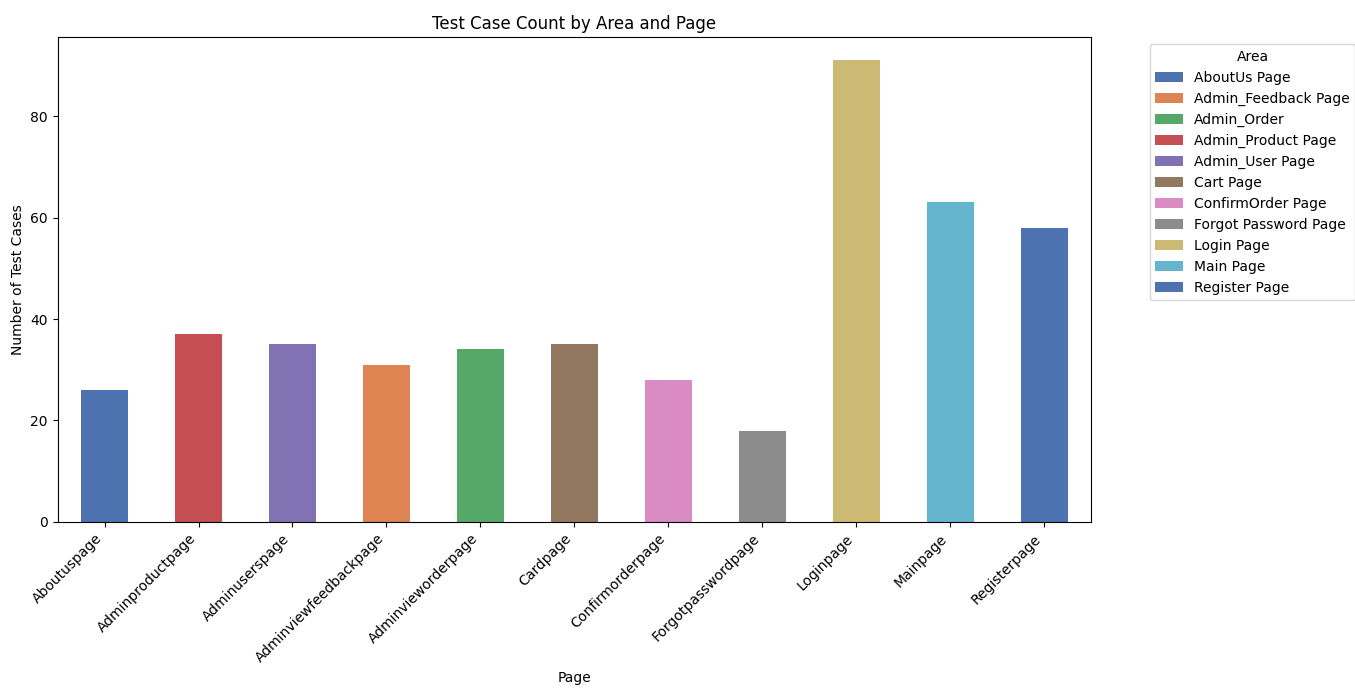 Test Case Count by Area and Page
Number of Test Cases
80
60
40
20
0
Aboutuspage
Adminproductpage
Adminuserspage
Adminviewfeedbackpage
Adminvieworderpage
Cardpage
Confirmorderpage
Forgotpasswordpage
Loginpage
Mainpage
Registerpage
Page
Area
AboutUs Page
Admin_Feedback Page
Admin_Order
Admin_Product Page
Admin_User Page
Cart Page
ConfirmOrder Page
Forgot Password Page
Login Page
Main Page
Register Page